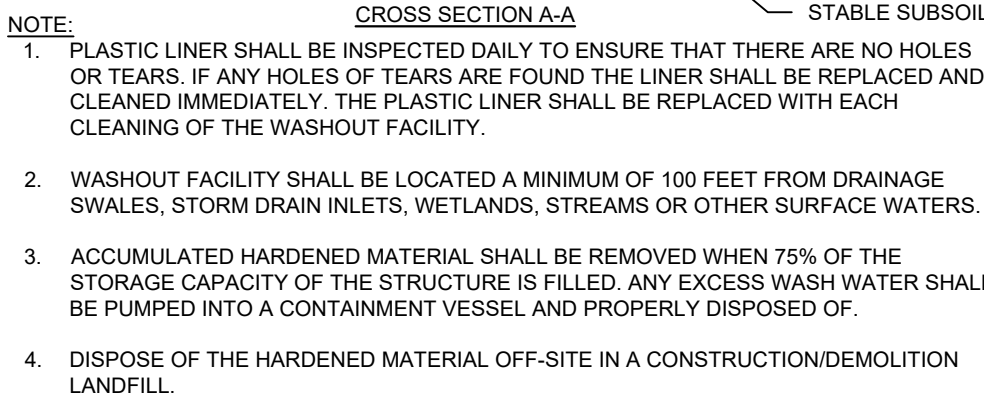 CROSS SECTION A-A
STABLE SUBSOIL
NOTE:
1. PLASTIC LINER SHALL BE INSPECTED DAILY TO ENSURE THAT THERE ARE NO HOLES
OR TEARS. IF ANY HOLES OF TEARS ARE FOUND THE LINER SHALL BE REPLACED AND
CLEANED IMMEDIATELY. THE PLASTIC LINER SHALL BE REPLACED WITH EACH
CLEANING OF THE WASHOUT FACILITY.
2. WASHOUT FACILITY SHALL BE LOCATED A MINIMUM OF 100 FEET FROM DRAINAGE
SWALES, STORM DRAIN INLETS, WETLANDS, STREAMS OR OTHER SURFACE WATERS.
3. ACCUMULATED HARDENED MATERIAL SHALL BE REMOVED WHEN 75% OF THE
STORAGE CAPACITY OF THE STRUCTURE IS FILLED. ANY EXCESS WASH WATER SHALL
BE PUMPED INTO A CONTAINMENT VESSEL AND PROPERLY DISPOSED OF.
4. DISPOSE OF THE HARDENED MATERIAL OFF-SITE IN A CONSTRUCTION/DEMOLITION
LANDFILL.